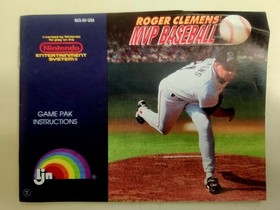 NES-9Y-USA
Licensed by Nintendo
for play on the
Nintendo
ENTERTAINMENT
SYSTEM
GAME PAK
INSTRUCTIONS
LJN
ROGER CLEMENS
MVP BASEBALL